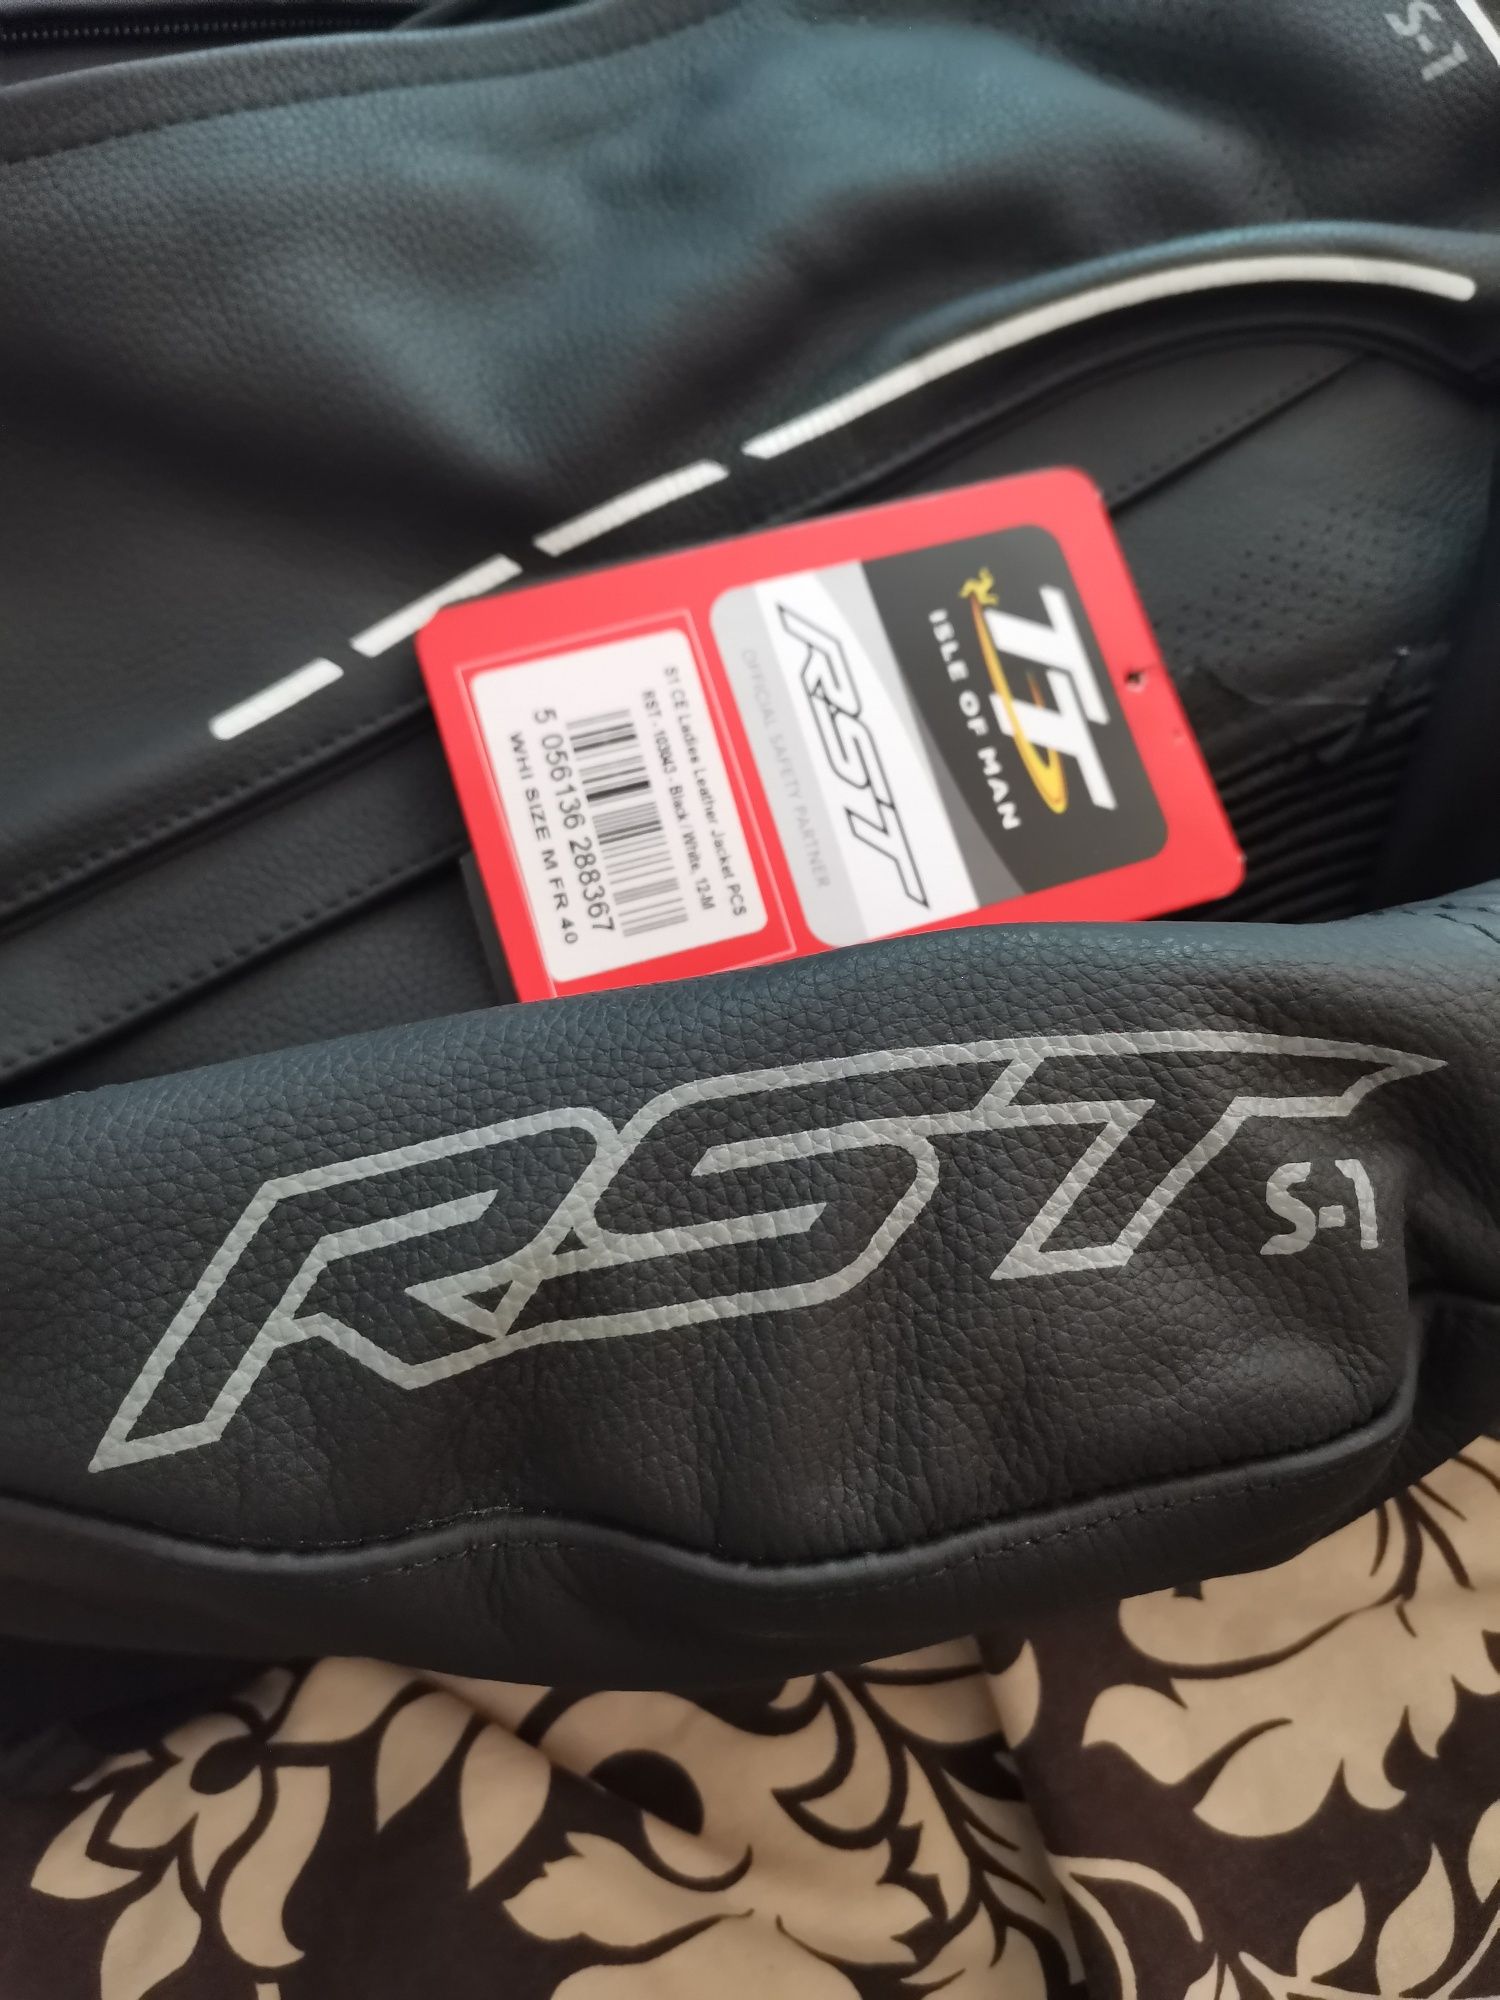 S-1
TT
ISLE OF MAN
RST
OFFICIAL SAFETY PARTNER
S1 CE Ladies Leather Jacket PCS
RST - 103043 - Black / White, 12-M
5 056136 288367
WHI SIZE M FR 40
RST S-1